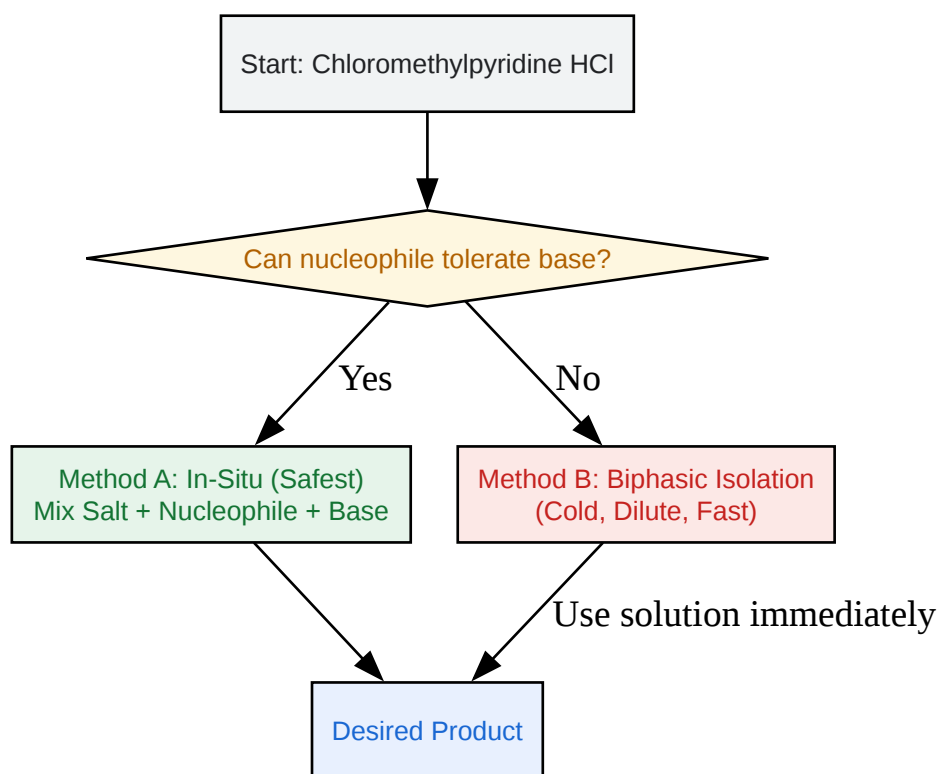 Start: Chloromethylpyridine HCl
Can nucleophile tolerate base?
Yes
No
Method A: In-Situ (Safest)
Mix Salt + Nucleophile + Base
Method B: Biphasic Isolation
(Cold, Dilute, Fast)
Use solution immediately
Desired Product